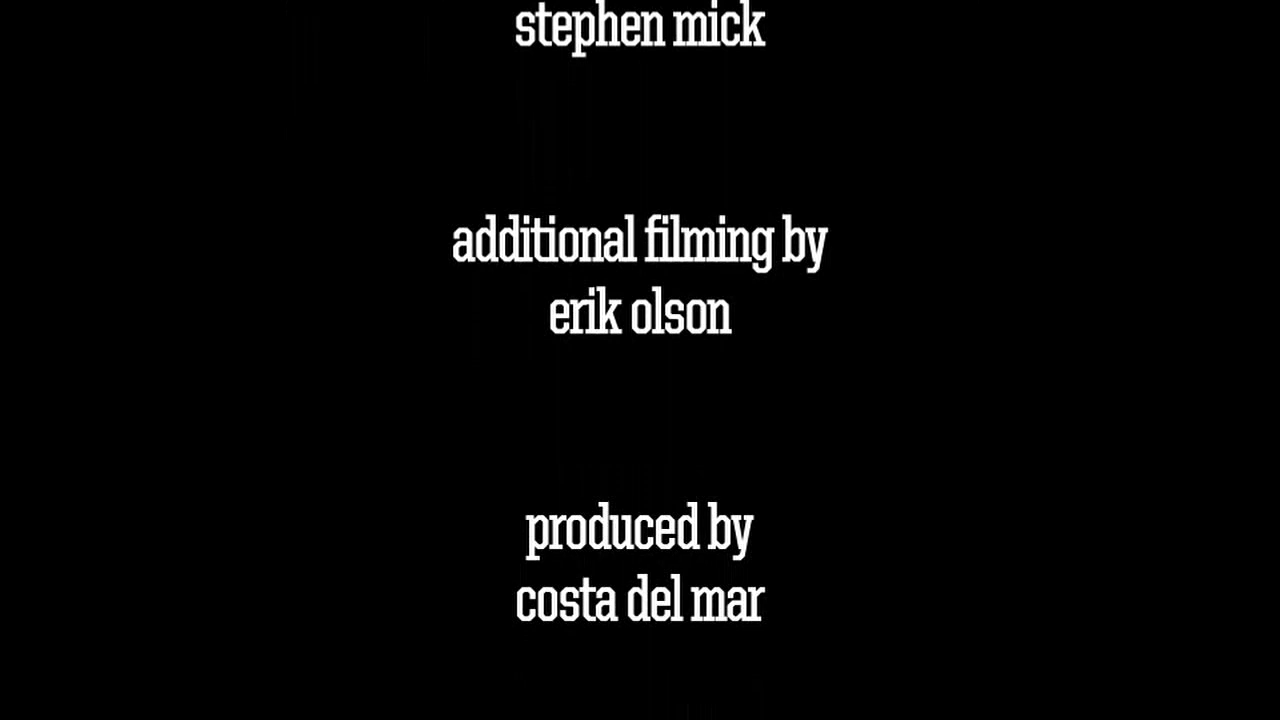 stephen mick
additional filming by
erik olson
produced by
costa del mar